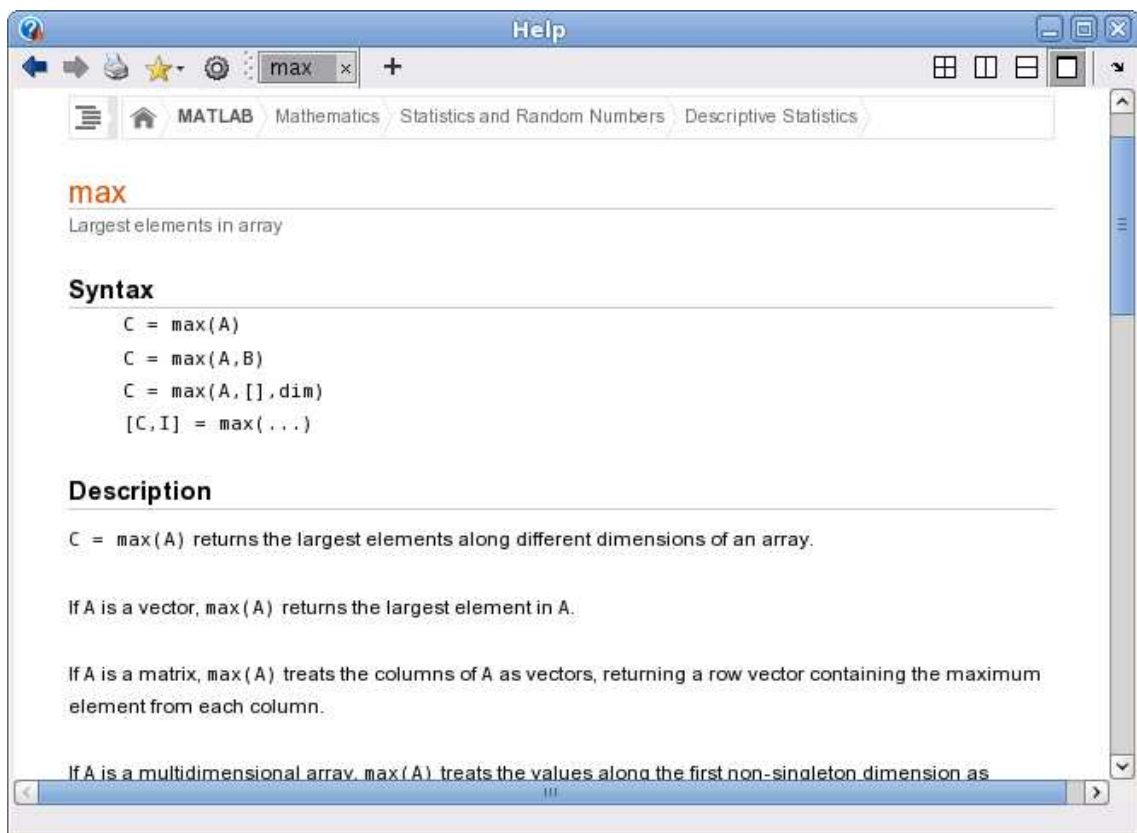 Help
max
MATLAB Mathematics Statistics and Random Numbers Descriptive Statistics
max
Largest elements in array
Syntax
C = max(A)
C = max(A,B)
C = max(A,[],dim)
[C,I] = max(...)
Description
C = max(A) returns the largest elements along different dimensions of an array.
If A is a vector, max(A) returns the largest element in A.
If A is a matrix, max(A) treats the columns of A as vectors, returning a row vector containing the maximum
element from each column.
If A is a multidimensional array, max(A) treats the values along the first non-singleton dimension as